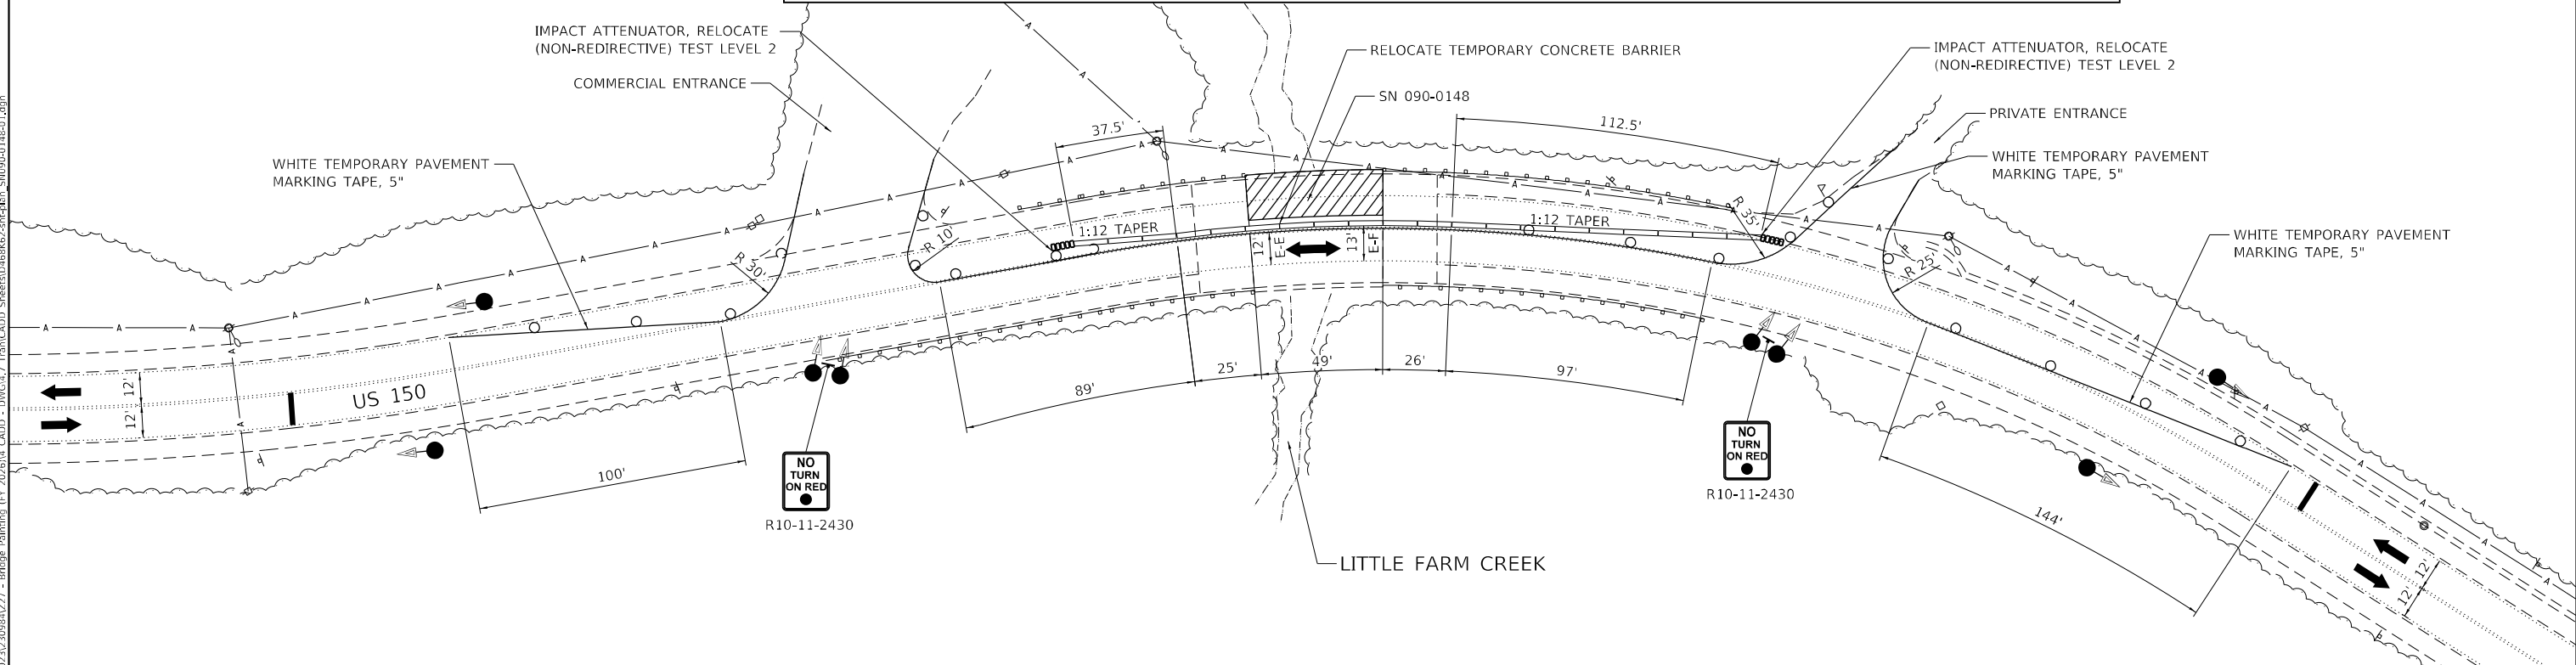 IMPACT ATTENUATOR, RELOCATE
(NON-REDIRECTIVE) TEST LEVEL 2
COMMERCIAL ENTRANCE
RELOCATE TEMPORARY CONCRETE BARRIER
SN 090-0148
IMPACT ATTENUATOR, RELOCATE
(NON-REDIRECTIVE) TEST LEVEL 2
PRIVATE ENTRANCE
WHITE TEMPORARY PAVEMENT
MARKING TAPE, 5"
WHITE TEMPORARY PAVEMENT
MARKING TAPE, 5"
WHITE TEMPORARY PAVEMENT
MARKING TAPE, 5"
37.5'
112.5'
1:12 TAPER
1:12 TAPER
R 30'
R 10'
R 35'
R 25'
12'
E-E
13'
E-F
12'
12'
US 150
100'
89'
25'
49'
26'
97'
144'
12'
12'
NO
TURN
ON RED
R10-11-2430
NO
TURN
ON RED
R10-11-2430
LITTLE FARM CREEK